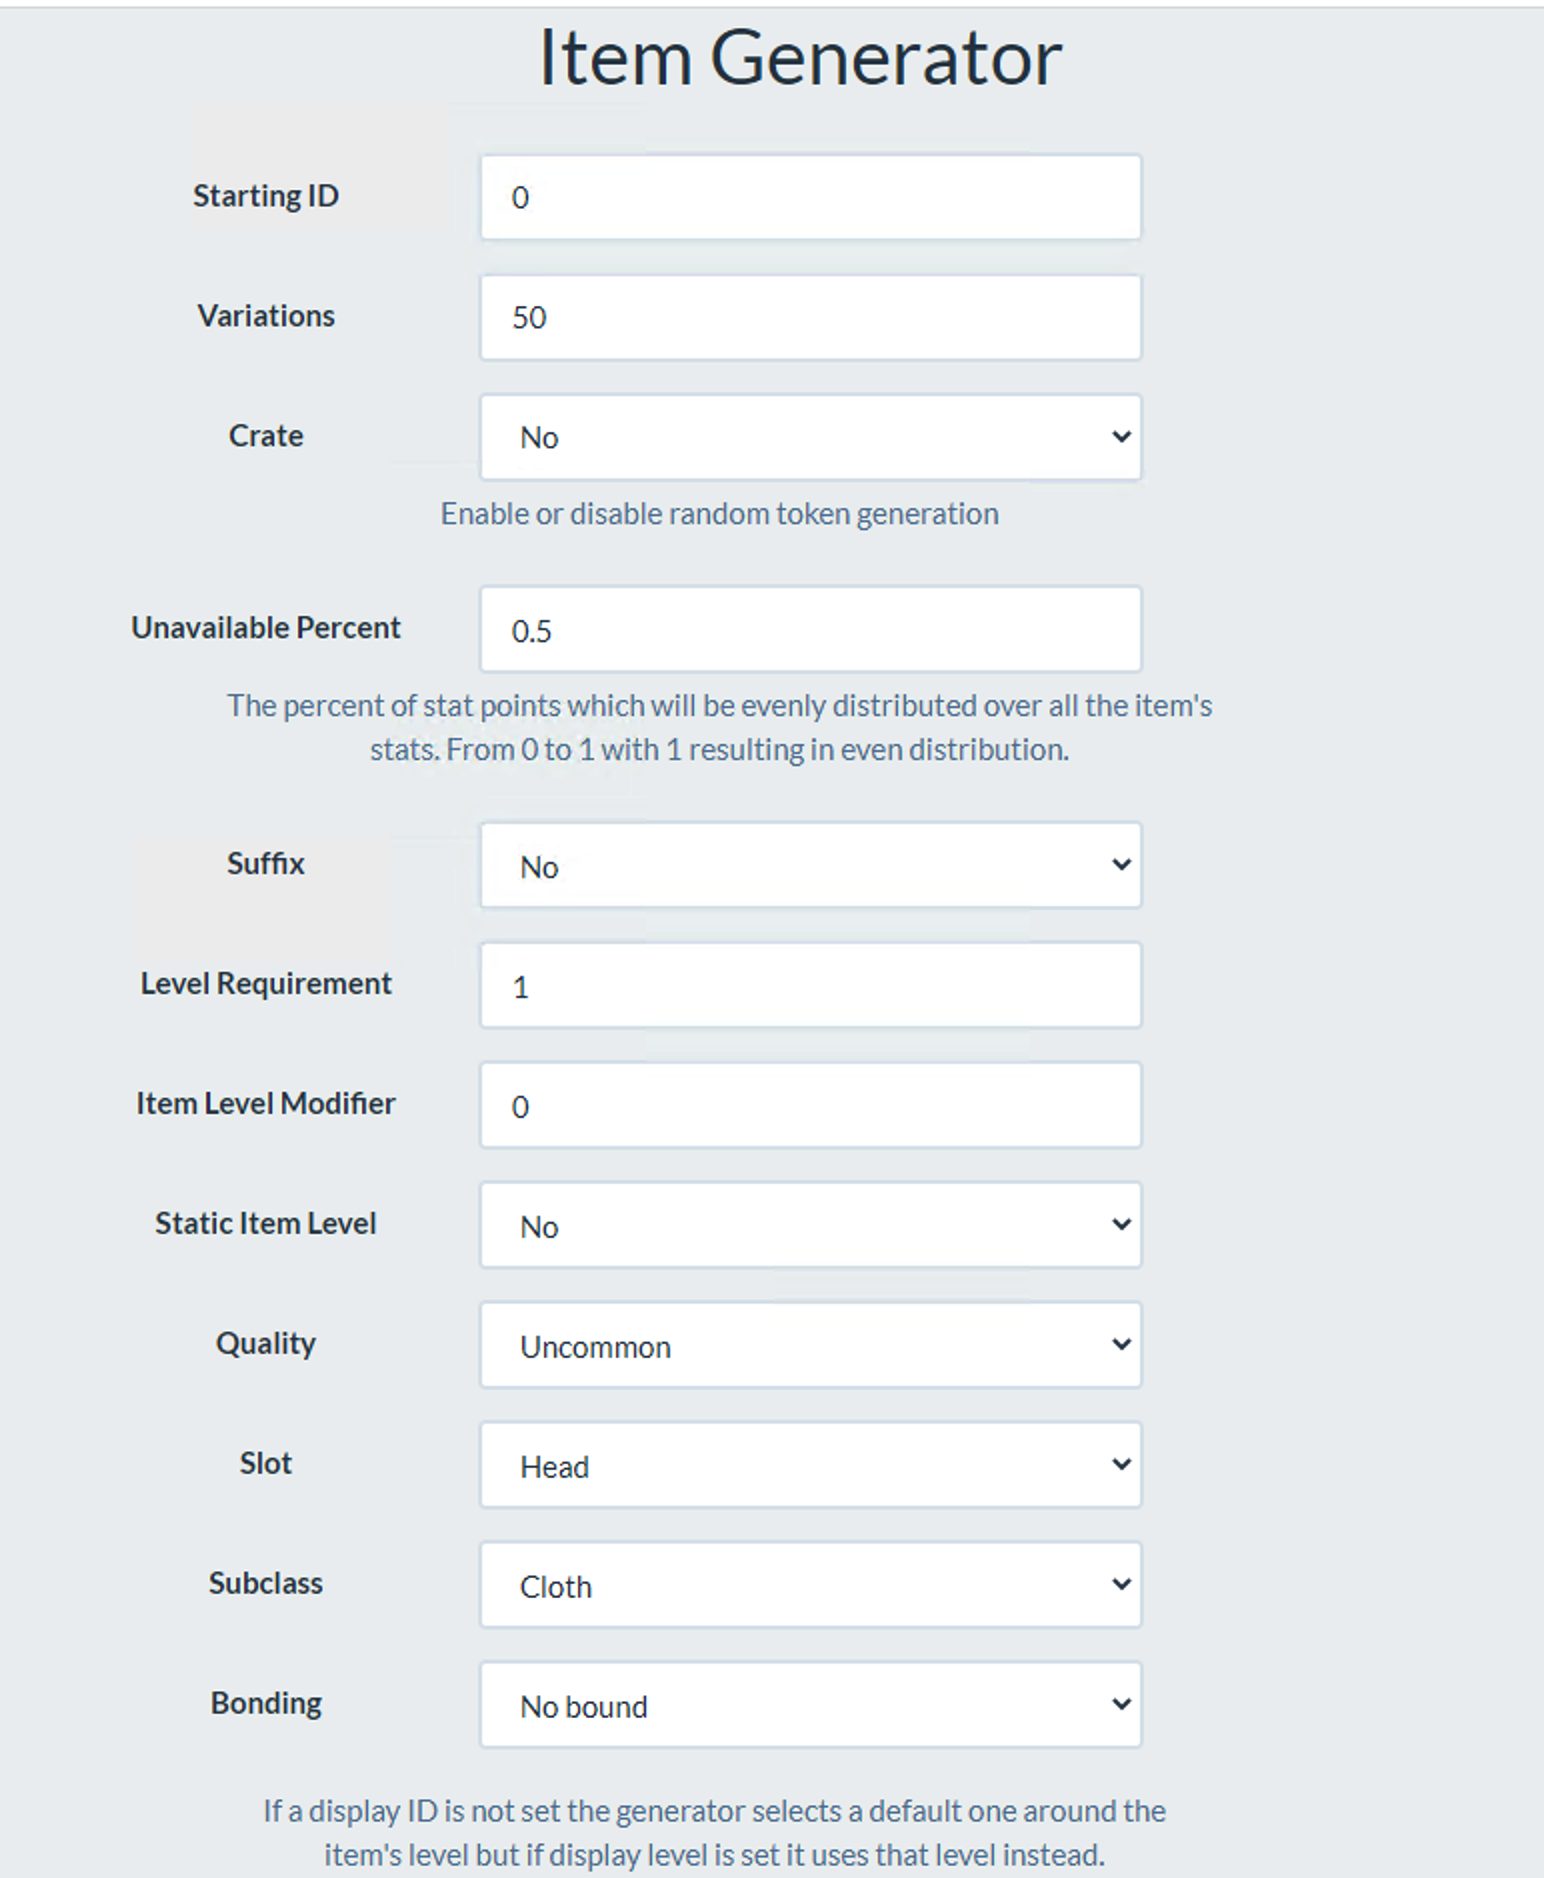 Item Generator
Starting ID
0
Variations
50
Crate
No
Enable or disable random token generation
Unavailable Percent
0.5
The percent of stat points which will be evenly distributed over all the item's
stats. From 0 to 1 with 1 resulting in even distribution.
Suffix
No
Level Requirement
1
Item Level Modifier
0
Static Item Level
No
Quality
Uncommon
Slot
Head
Subclass
Cloth
Bonding
No bound
If a display ID is not set the generator selects a default one around the
item's level but if display level is set it uses that level instead.